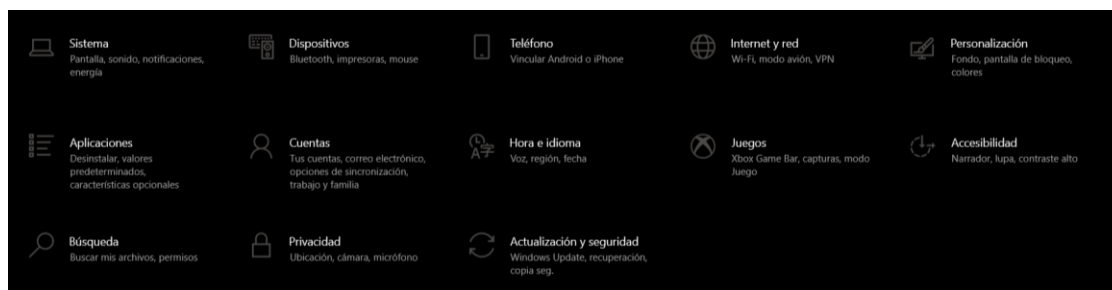 Sistema
Pantalla, sonido, notificaciones,
energía
Dispositivos
Bluetooth, impresoras, mouse
Teléfono
Vincular Android o iPhone
Internet y red
Wi-Fi, modo avión, VPN
Personalización
Fondo, pantalla de bloqueo,
colores
Aplicaciones
Desinstalar, valores
predeterminados,
características opcionales
Cuentas
Tus cuentas, correo electrónico,
opciones de sincronización,
trabajo y familia
Hora e idioma
Voz, región, fecha
Juegos
Xbox Game Bar, capturas, modo
Juego
Accesibilidad
Narrador, lupa, contraste alto
Búsqueda
Buscar mis archivos, permisos
Privacidad
Ubicación, cámara, micrófono
Actualización y seguridad
Windows Update, recuperación,
copia seg.